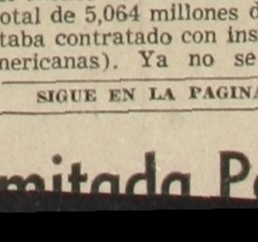 otal de 5,064 millones d
taba contratado con ins
nericanas). Ya no se
SIGUE EN LA PAGINA
mitada P